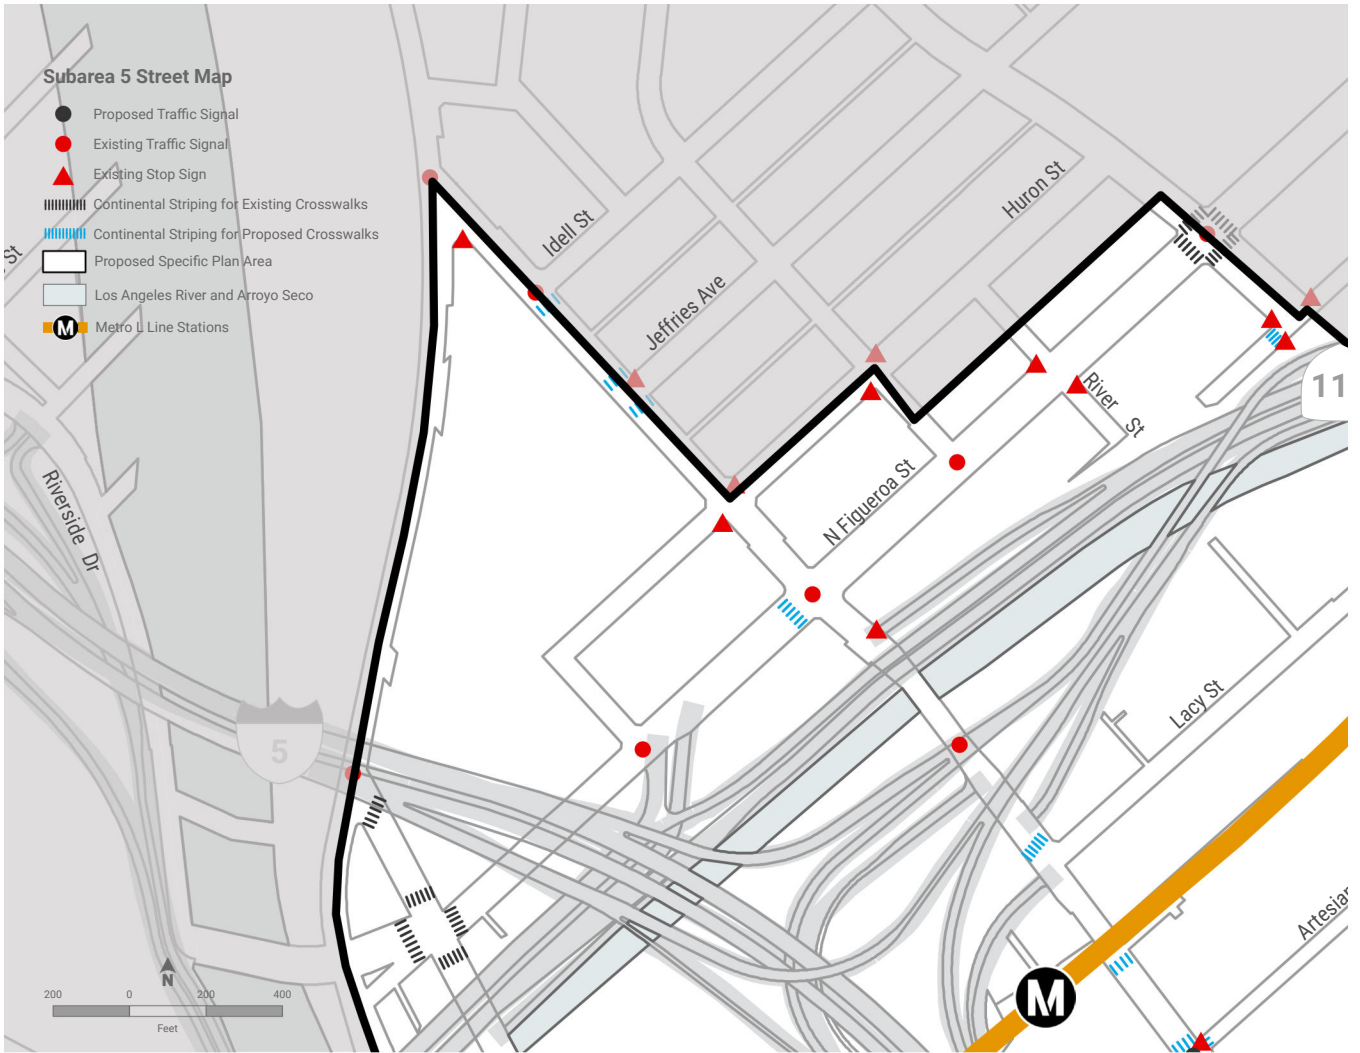 Subarea 5 Street Map
Proposed Traffic Signal
Existing Traffic Signal
Existing Stop Sign
Continental Striping for Existing Crosswalks
Continental Striping for Proposed Crosswalks
Proposed Specific Plan Area
Los Angeles River and Arroyo Seco
M Metro L Line Stations
St
Idell St
Huron St
Jeffries Ave
River St
11
N Figueroa St
Riverside Dr
5
Lacy St
Artesian
M
N
200 0 200 400
Feet